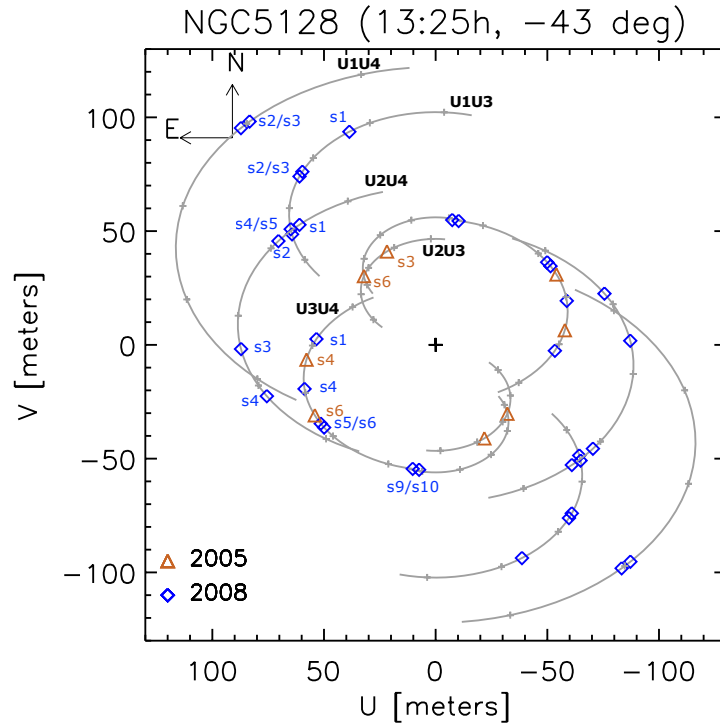 NGC5128 (13:25h, −43 deg)
U1U4
N
U1U3
E
s2/s3
s1
s2/s3
U2U4
s4/s5
s1
s2
U2U3
s3
s6
U3U4
s1
s3
s4
s4
s4
s6
s5/s6
s9/s10
2005
2008
100
50
0
−50
−100
V [meters]
100
50
0
−50
−100
U [meters]